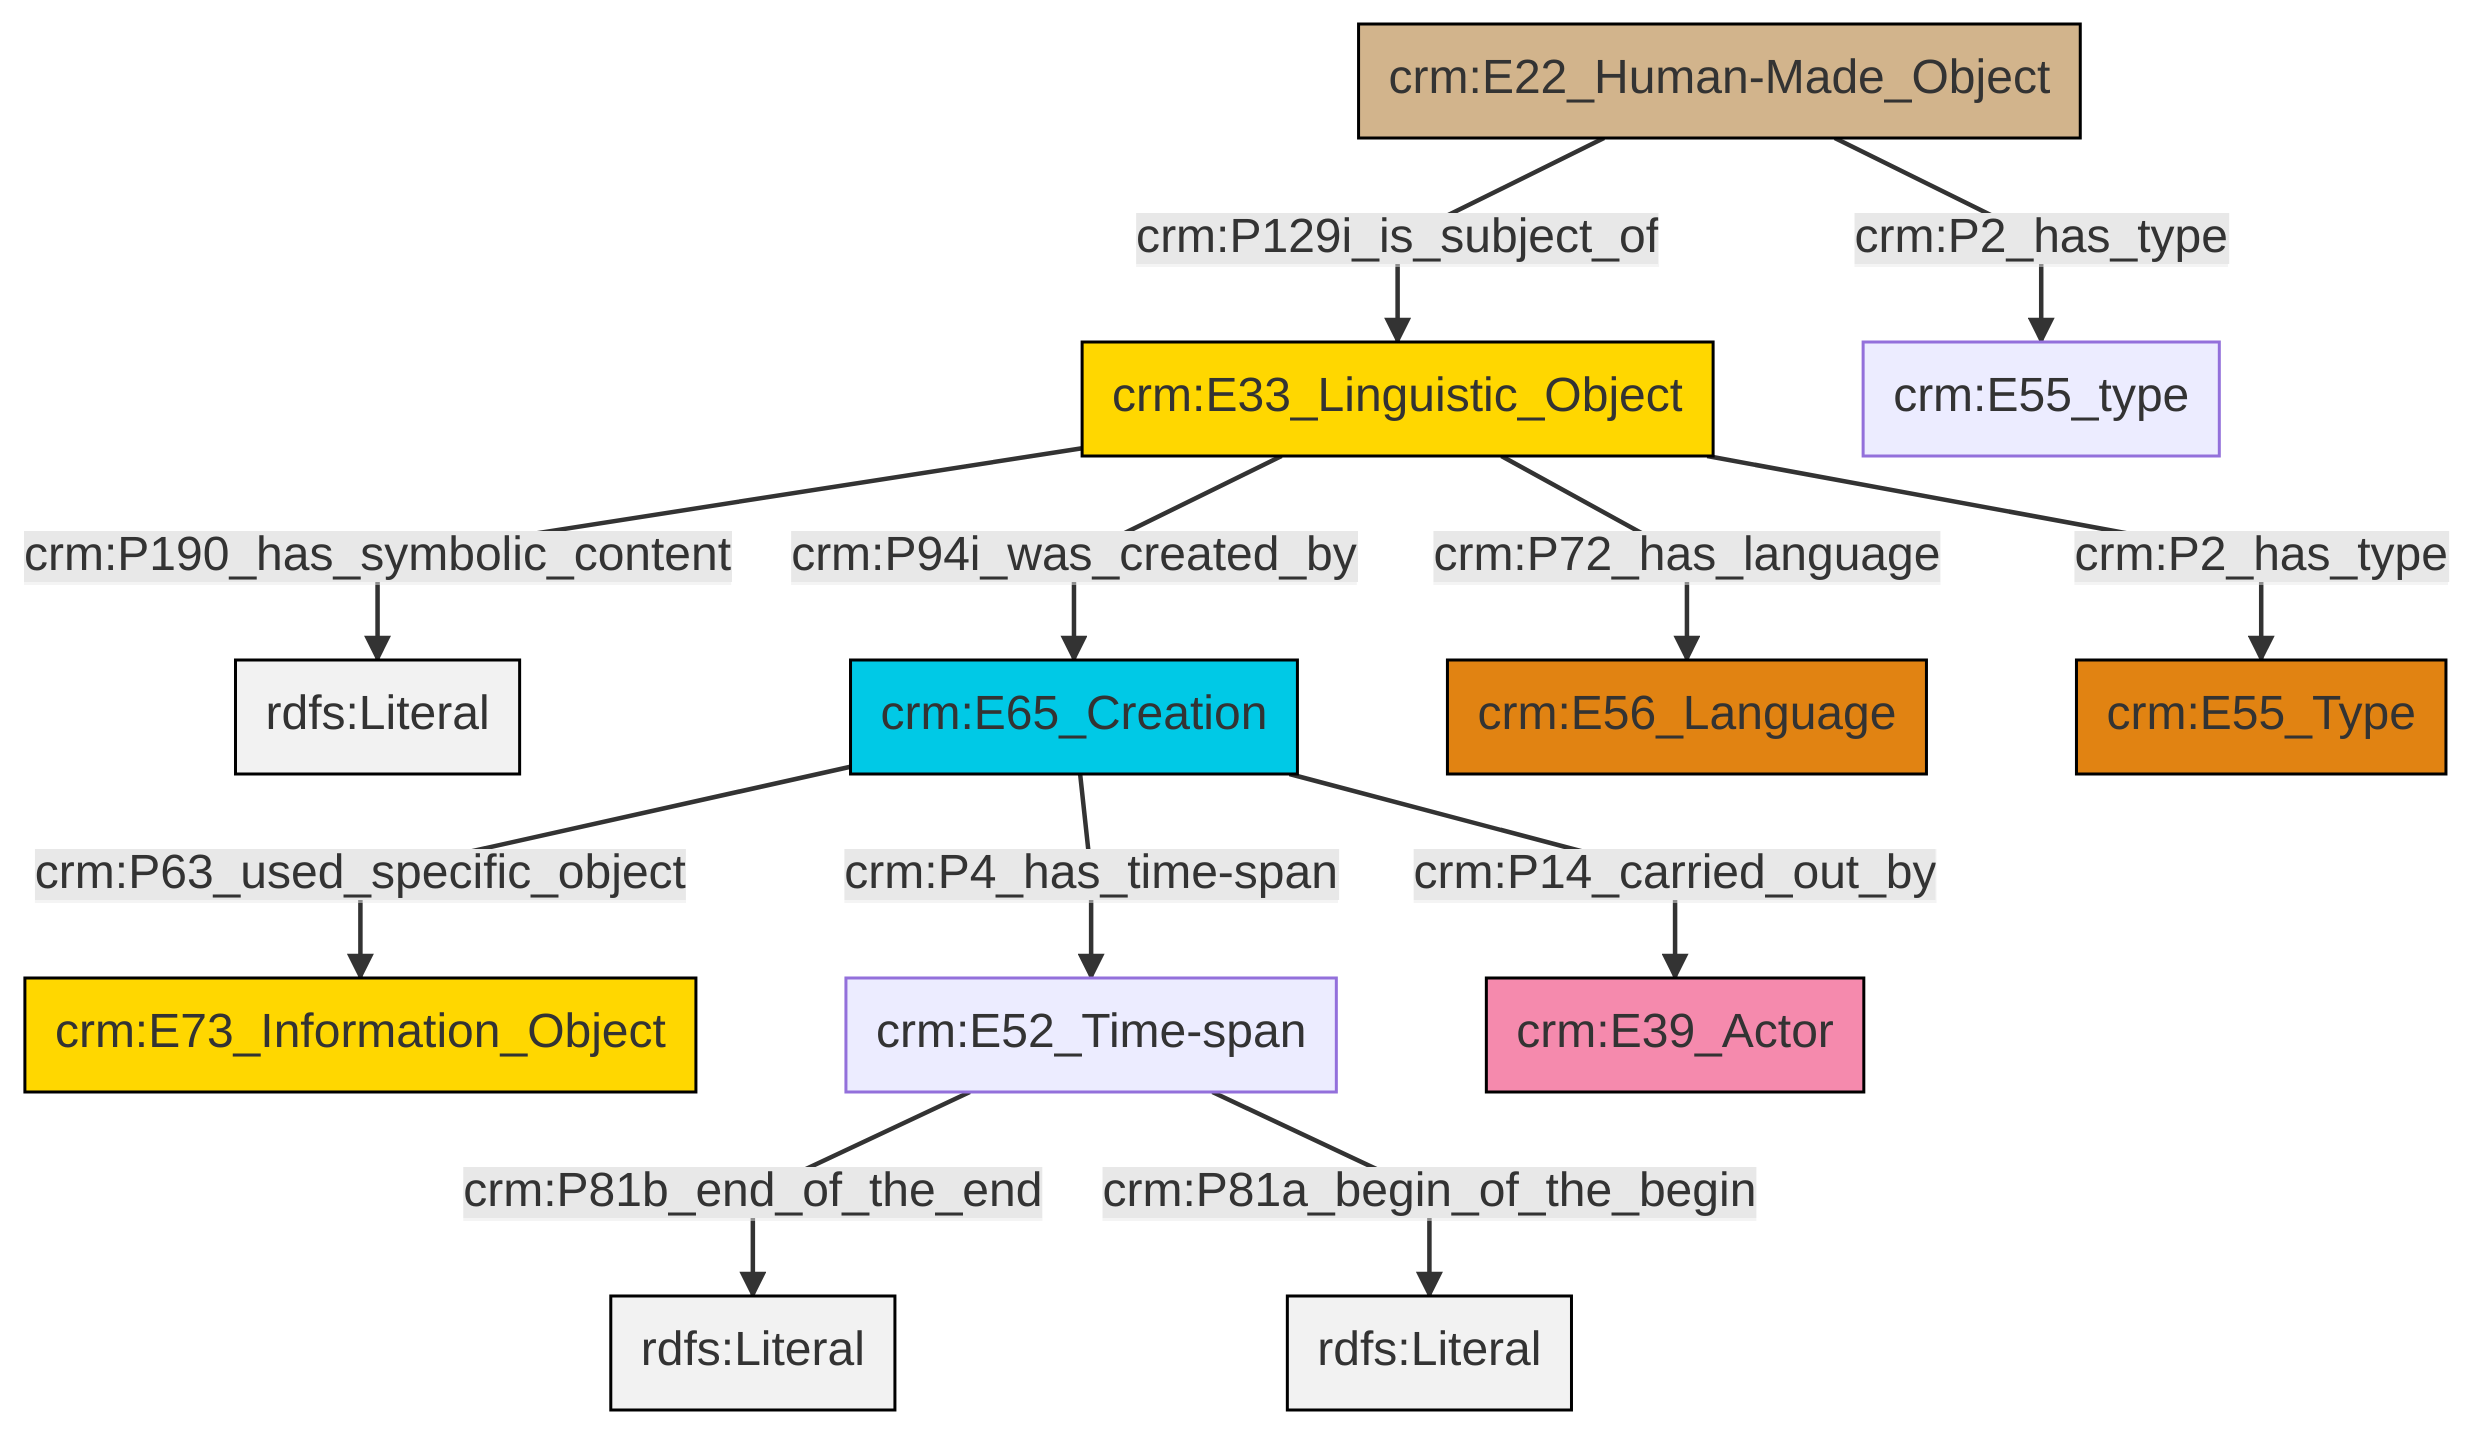 crm:E22_Human-Made_Object
crm:P129i_is_subject_of
crm:P2_has_type
crm:E33_Linguistic_Object
crm:E55_type
crm:P190_has_symbolic_content
crm:P94i_was_created_by
crm:P72_has_language
crm:P2_has_type
rdfs:Literal
crm:E65_Creation
crm:E56_Language
crm:E55_Type
crm:P63_used_specific_object
crm:P4_has_time-span
crm:P14_carried_out_by
crm:E73_Information_Object
crm:E52_Time-span
crm:E39_Actor
crm:P81b_end_of_the_end
crm:P81a_begin_of_the_begin
rdfs:Literal
rdfs:Literal